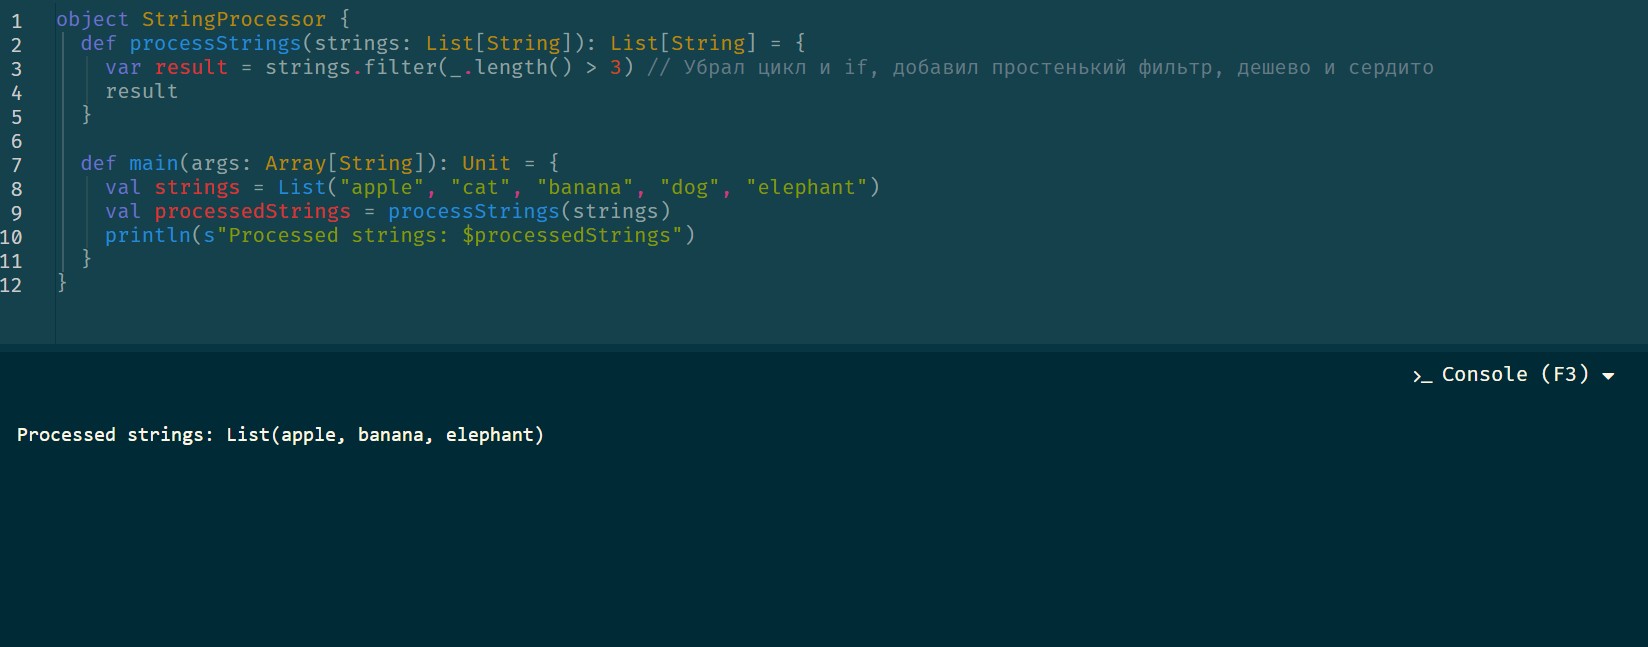 1 object StringProcessor {
2 def processStrings(strings: List[String]): List[String] = {
3 var result = strings.filter(_.length() > 3) // Убрал цикл и if, добавил простенький фильтр, дешево и сердито
4 result
5 }
6
7 def main(args: Array[String]): Unit = {
8 val strings = List("apple", "cat", "banana", "dog", "elephant")
9 val processedStrings = processStrings(strings)
10 println(s"Processed strings: $processedStrings")
11 }
12 }
>_ Console (F3)
Processed strings: List(apple, banana, elephant)